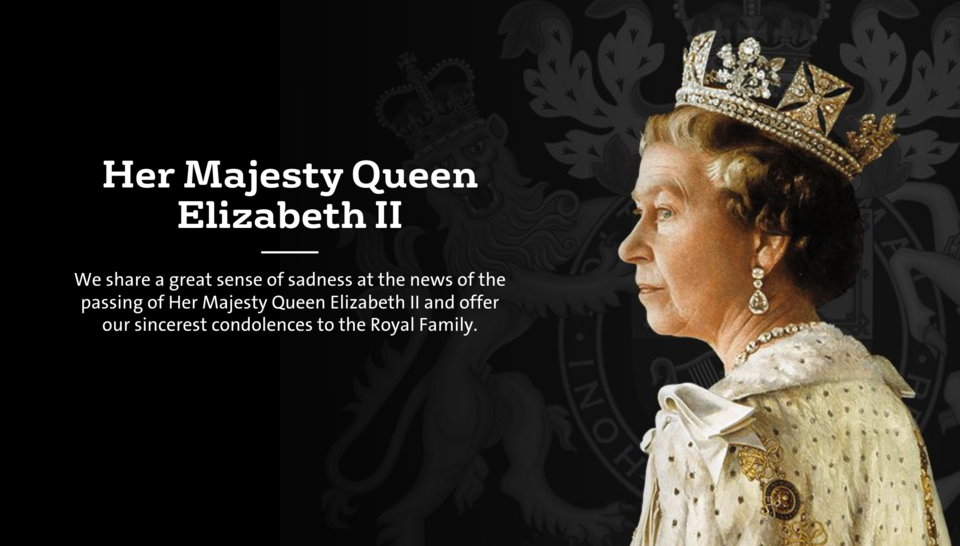 Her Majesty Queen
Elizabeth II
We share a great sense of sadness at the news of the
passing of Her Majesty Queen Elizabeth II and offer
our sincerest condolences to the Royal Family.
HONI